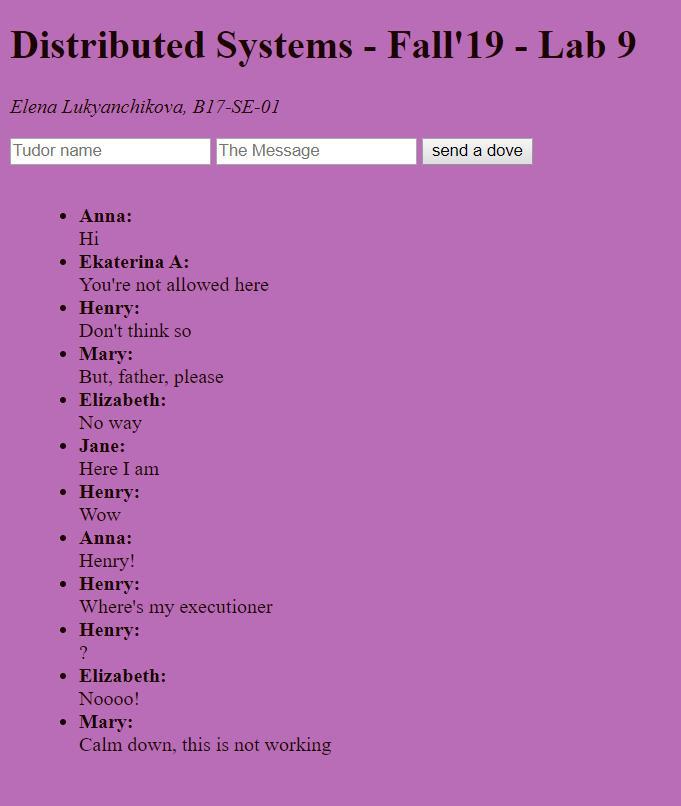 Distributed Systems - Fall'19 - Lab 9
Elena Lukyanchikova, B17-SE-01
Tudor name The Message send a dove
Anna:
Hi
Ekaterina A:
You're not allowed here
Henry:
Don't think so
Mary:
But, father, please
Elizabeth:
No way
Jane:
Here I am
Henry:
Wow
Anna:
Henry!
Henry:
Where's my executioner
Henry:
?
Elizabeth:
Noooo!
Mary:
Calm down, this is not working